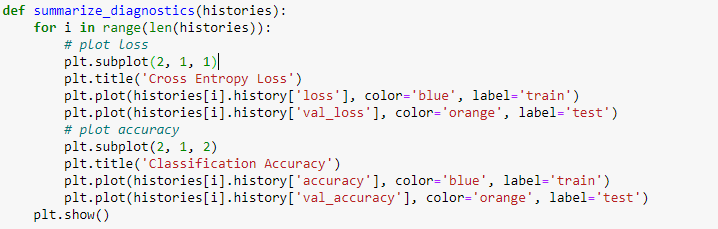 def summarize_diagnostics(histories):
    for i in range(len(histories)):
        # plot loss
        plt.subplot(2, 1, 1)
        plt.title('Cross Entropy Loss')
        plt.plot(histories[i].history['loss'], color='blue', label='train')
        plt.plot(histories[i].history['val_loss'], color='orange', label='test')
        # plot accuracy
        plt.subplot(2, 1, 2)
        plt.title('Classification Accuracy')
        plt.plot(histories[i].history['accuracy'], color='blue', label='train')
        plt.plot(histories[i].history['val_accuracy'], color='orange', label='test')
    plt.show()